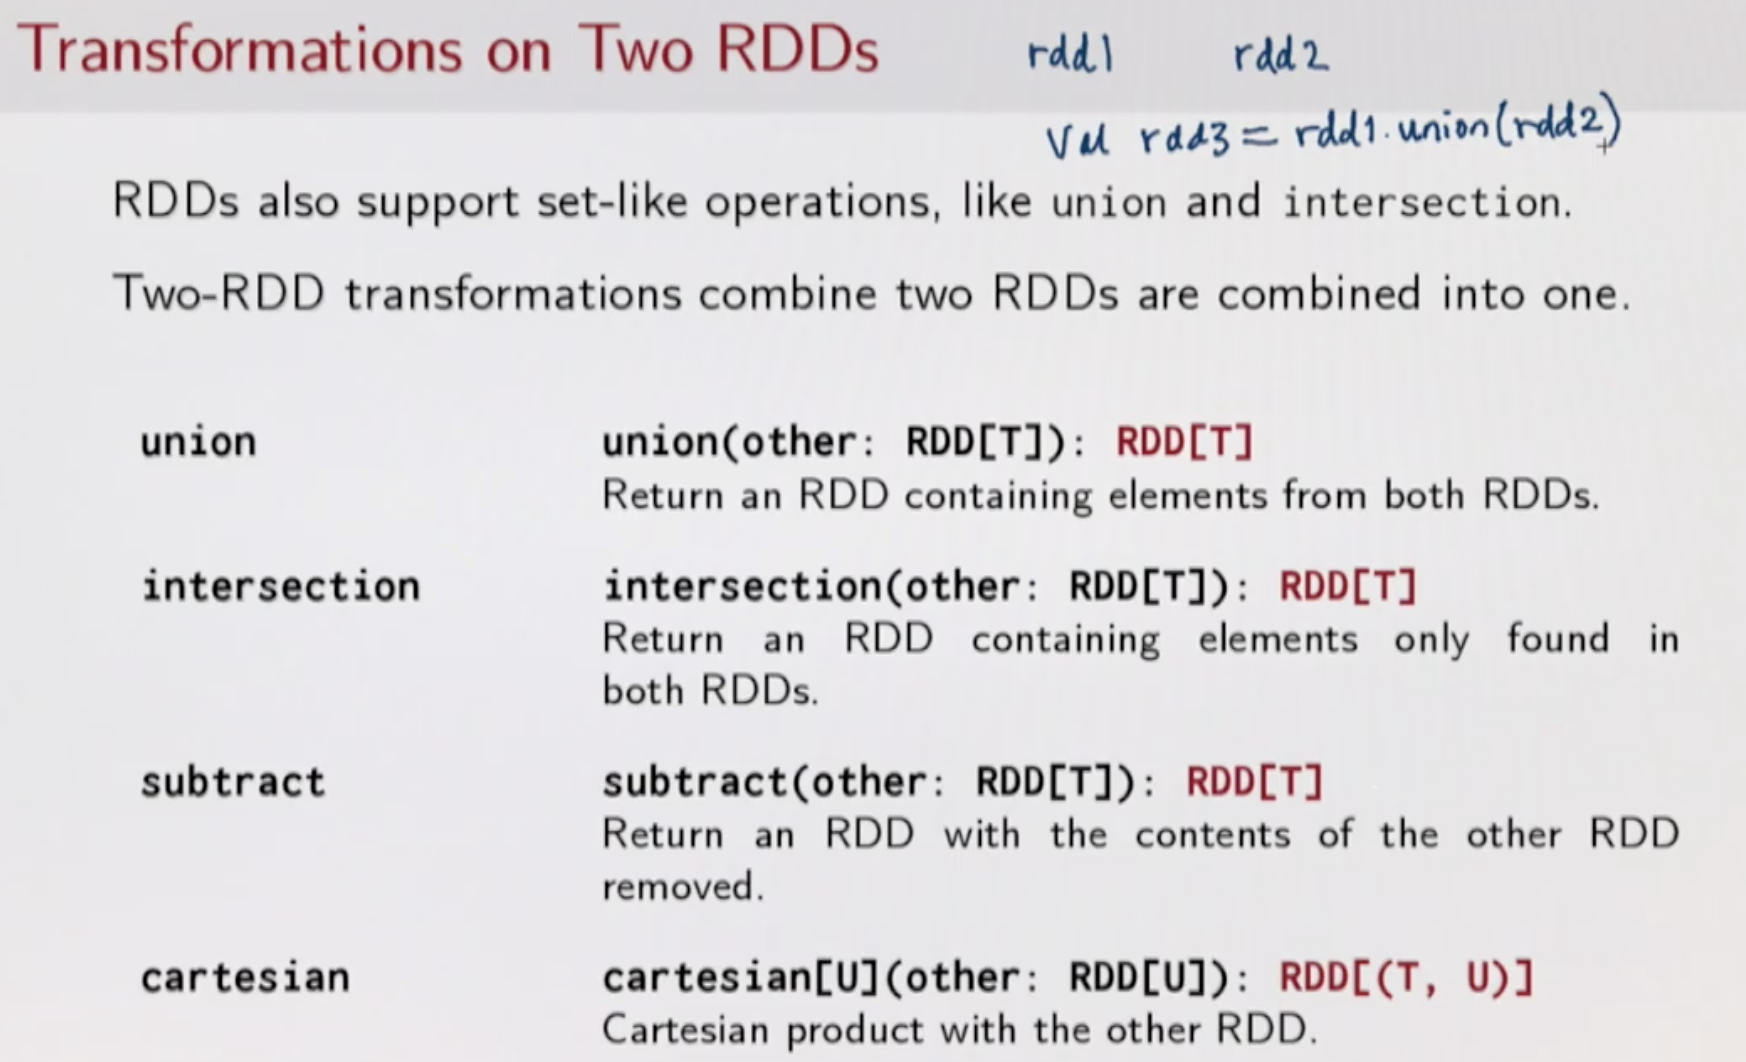 Transformations on Two RDDs rdd1 rdd2
Val rdd3 = rdd1.union(rdd2)
RDDs also support set-like operations, like union and intersection.
Two-RDD transformations combine two RDDs are combined into one.
union union(other: RDD[T]): RDD[T]
Return an RDD containing elements from both RDDs.
intersection intersection(other: RDD[T]): RDD[T]
Return an RDD containing elements only found in
both RDDs.
subtract subtract(other: RDD[T]): RDD[T]
Return an RDD with the contents of the other RDD
removed.
cartesian cartesian[U](other: RDD[U]): RDD[(T, U)]
Cartesian product with the other RDD.